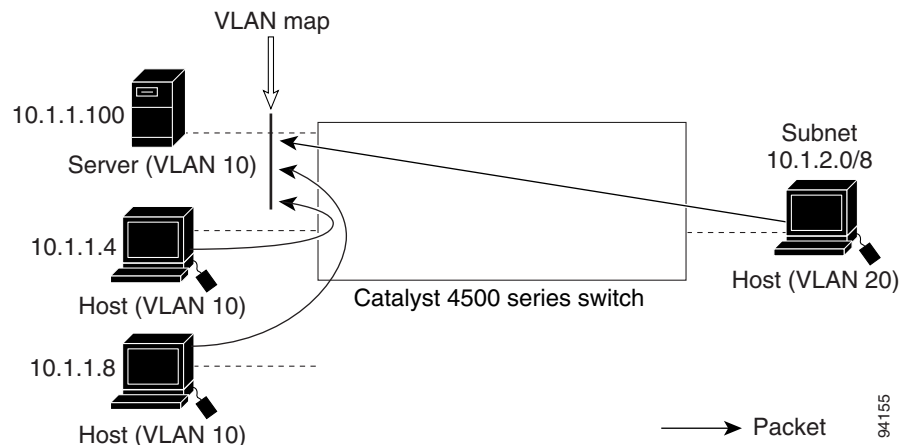 VLAN map
10.1.1.100
Server (VLAN 10)
Subnet
10.1.2.0/8
10.1.1.4
Host (VLAN 10)
Host (VLAN 20)
Catalyst 4500 series switch
10.1.1.8
Host (VLAN 10)
Packet
94155